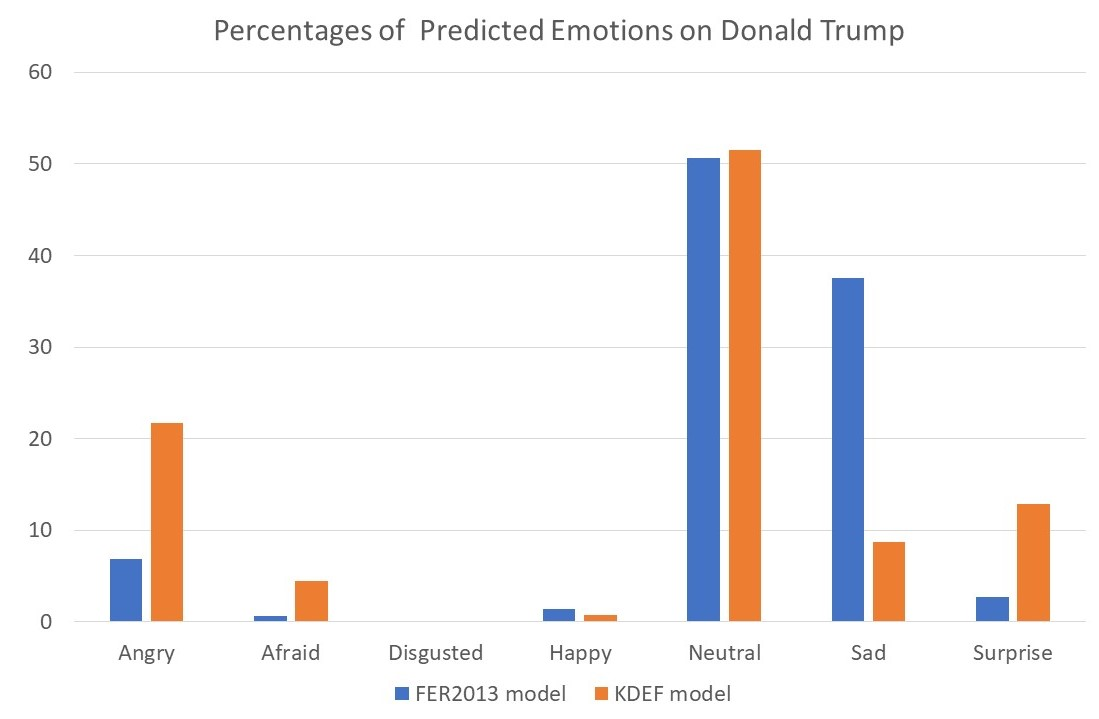 Percentages of  Predicted Emotions on Donald Trump
60
50
40
30
20
10
0
Angry Afraid Disgusted Happy Neutral Sad Surprise
FER2013 model KDEF model